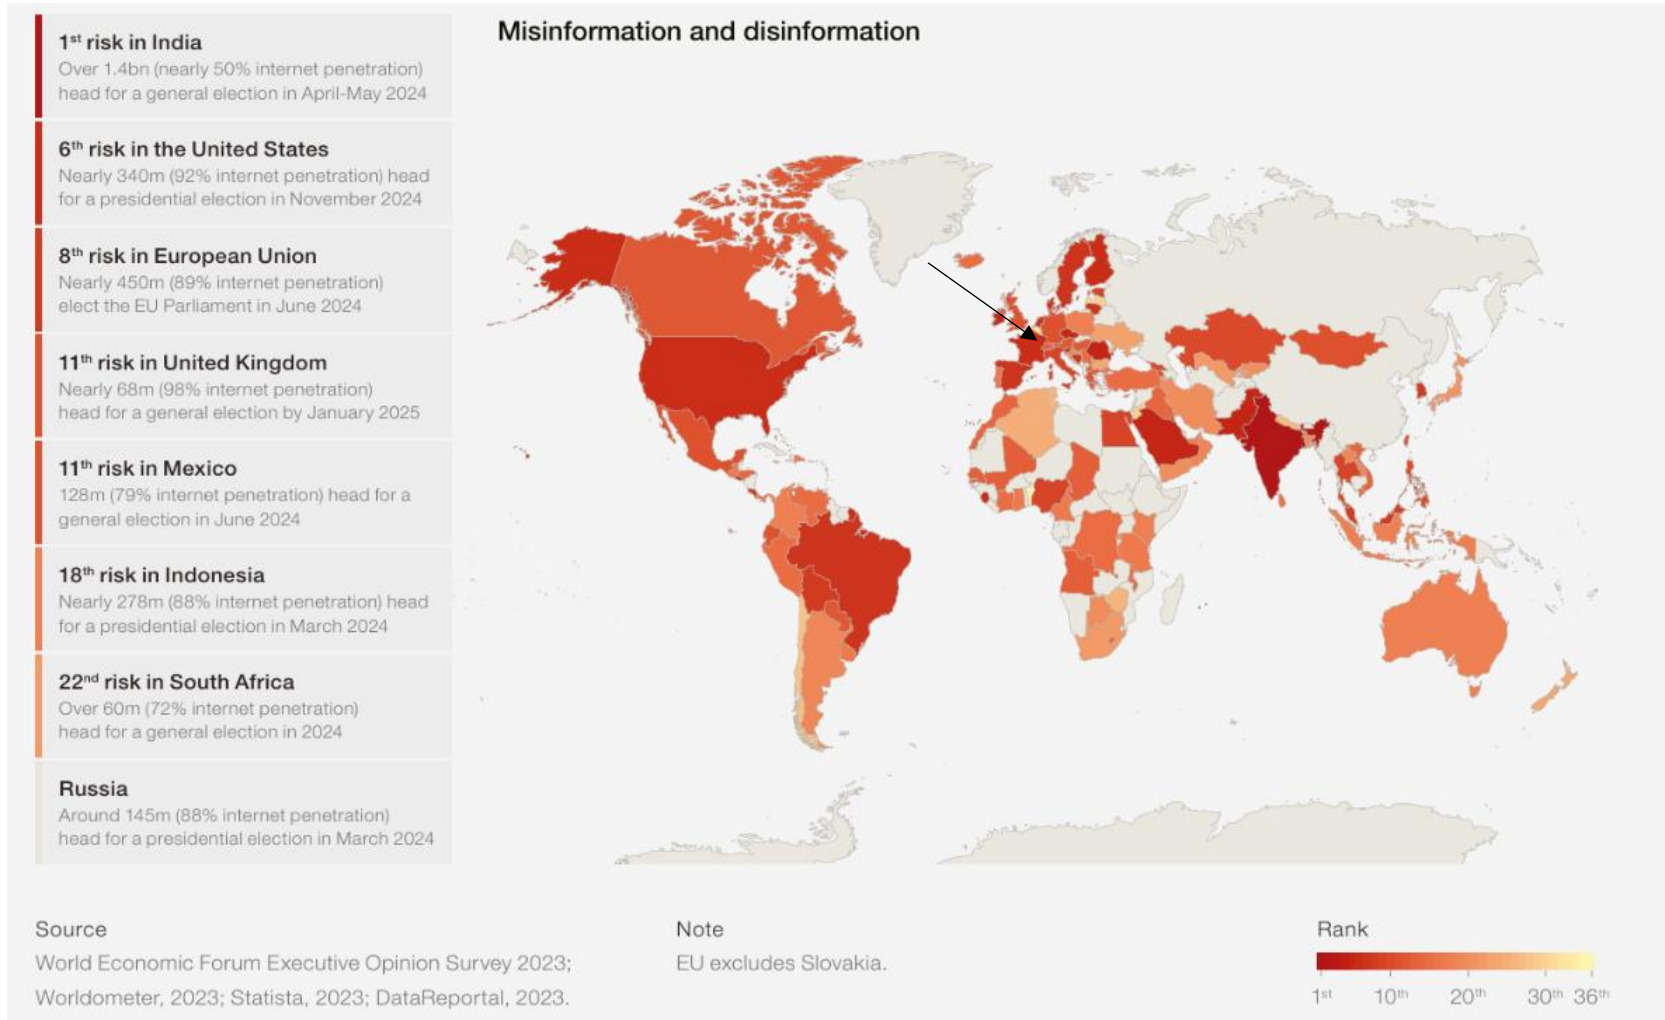 Misinformation and disinformation
1st risk in India
Over 1.4bn (nearly 50% internet penetration)
head for a general election in April-May 2024
6th risk in the United States
Nearly 340m (92% internet penetration) head
for a presidential election in November 2024
8th risk in European Union
Nearly 450m (89% internet penetration)
elect the EU Parliament in June 2024
11th risk in United Kingdom
Nearly 68m (98% internet penetration)
head for a general election by January 2025
11th risk in Mexico
128m (79% internet penetration) head for a
general election in June 2024
18th risk in Indonesia
Nearly 278m (88% internet penetration) head
for a presidential election in March 2024
22nd risk in South Africa
Over 60m (72% internet penetration)
head for a general election in 2024
Russia
Around 145m (88% internet penetration)
head for a presidential election in March 2024
Source
World Economic Forum Executive Opinion Survey 2023;
Worldometer, 2023; Statista, 2023; DataReportal, 2023.
Note
EU excludes Slovakia.
Rank
1st 10th 20th 30th 36th